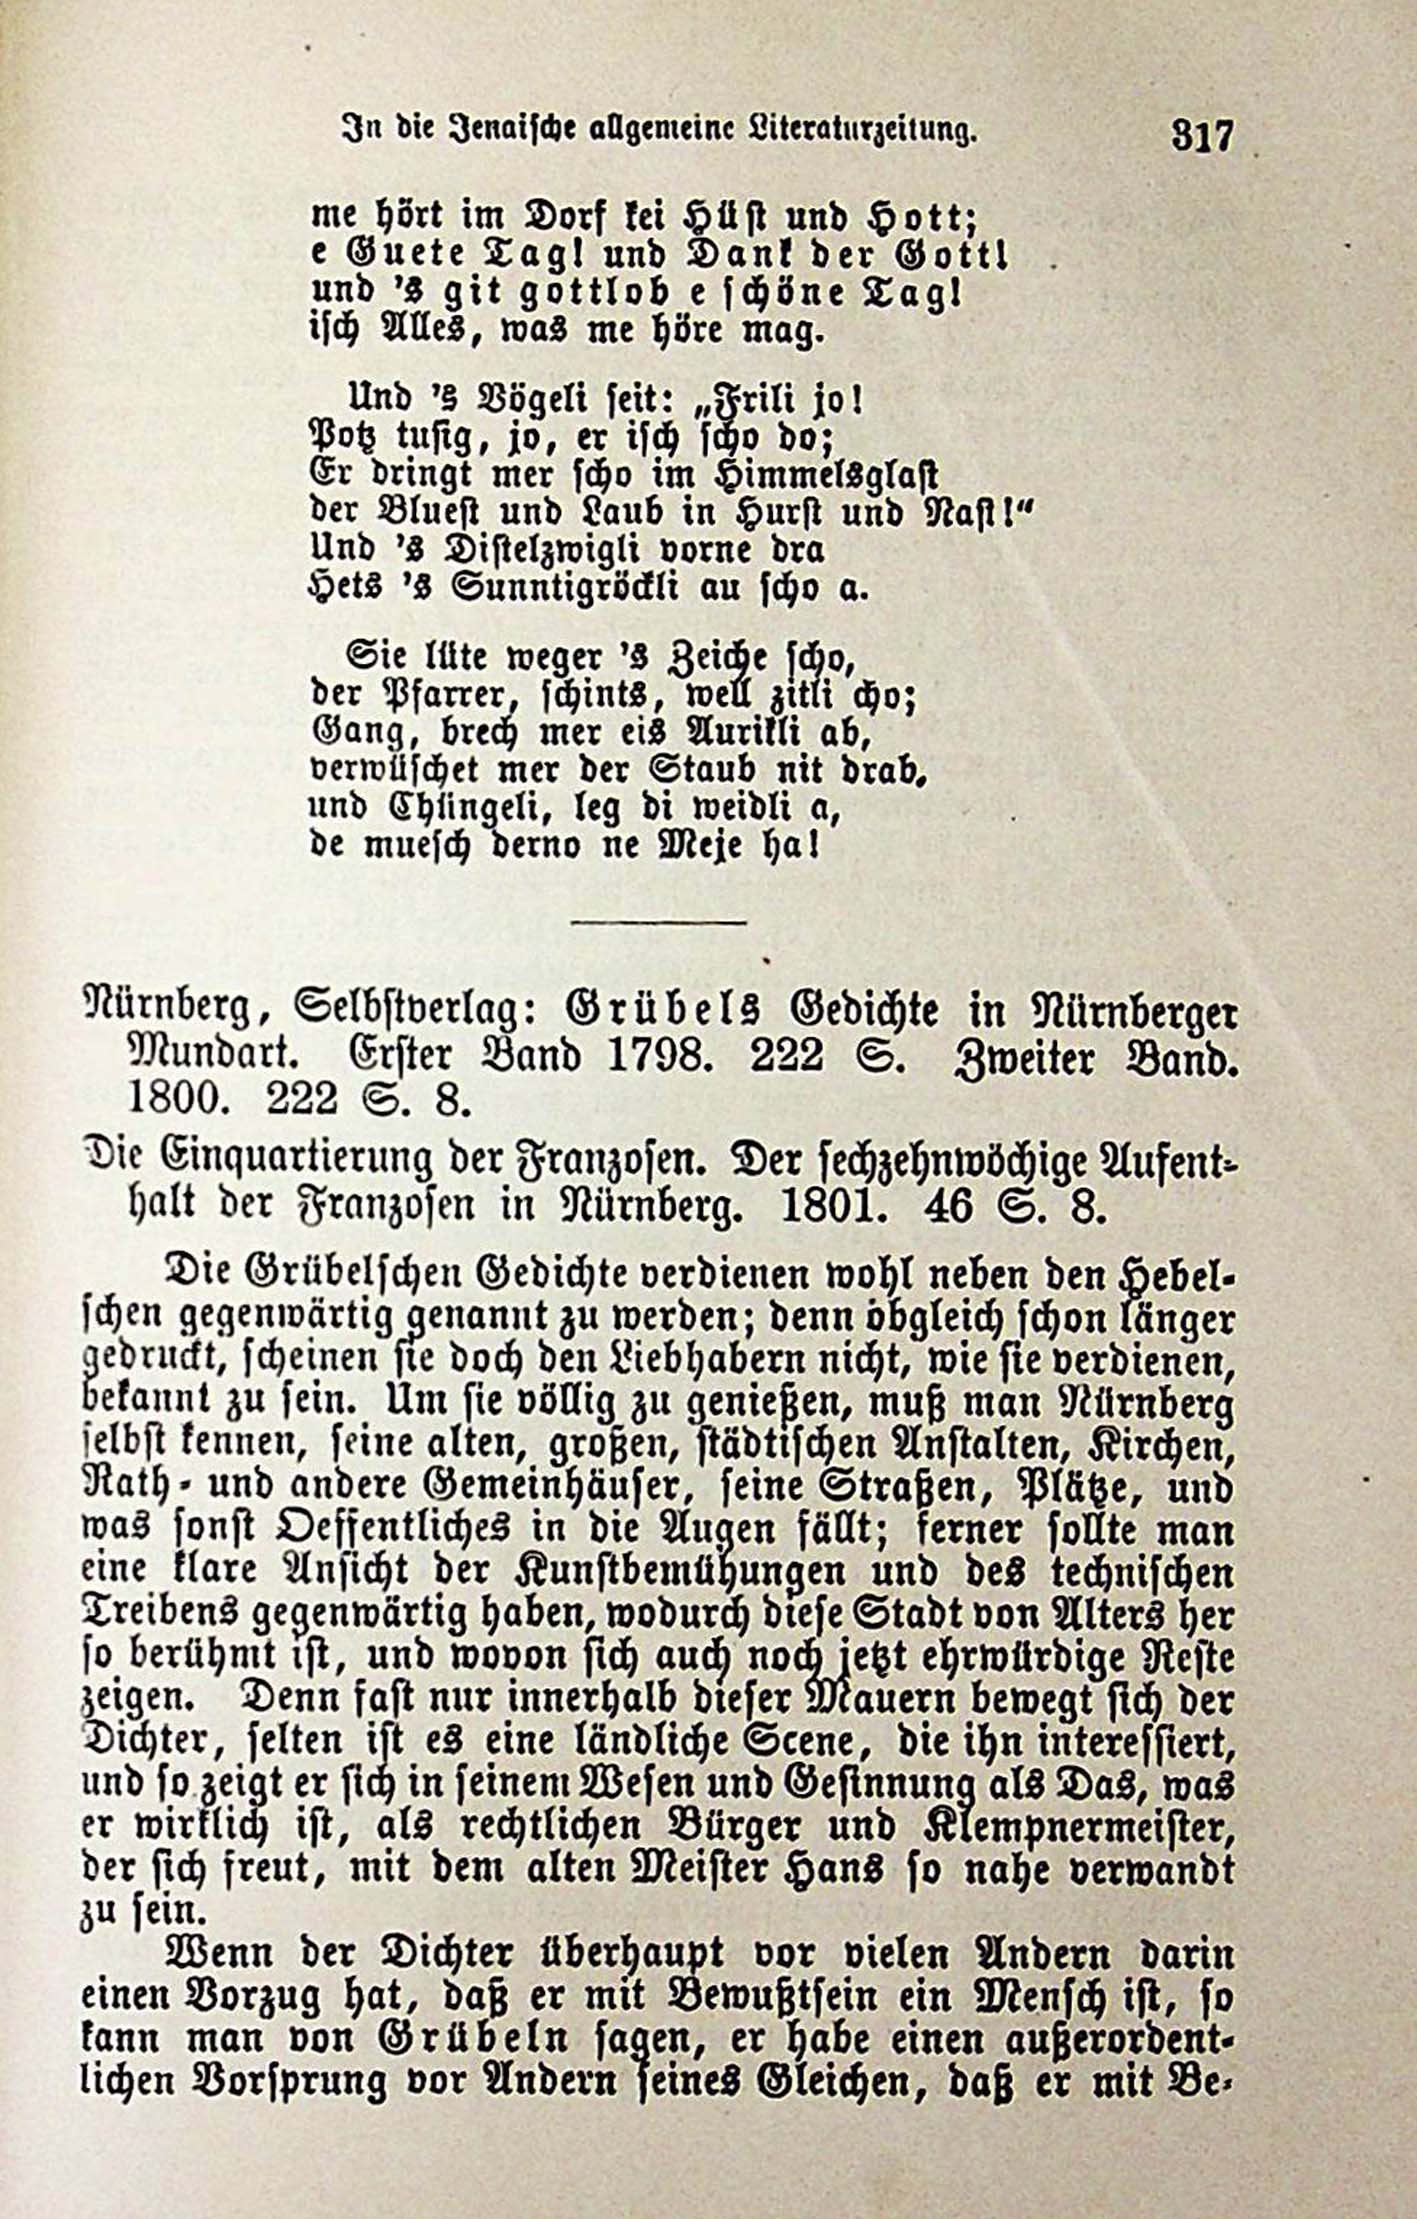 In die Jenaische allgemeine Literaturzeitung. 317
me hört im Dorf kei Hüst und Hott;
e Guete Tag! und Dank der Gott!
und 's git gottlob e schöne Tag!
isch Alles, was me höre mag.
Und 's Vögeli seit: „Frili jo!
Potz tusig, jo, er isch scho do;
Er dringt mer scho im Himmelsglast
der Bluest und Laub in Hurst und Nast!“
Und 's Distelzwigli vorne dra
Hets 's Sunntigröckli au scho a.
Sie lüte weger 's Zeiche scho,
der Pfarrer, schints, well zitli cho;
Gang, brech mer eis Aurikli ab,
verwüschet mer der Staub nit drab,
und Chüngeli, leg di weidli a,
de muesch derno ne Meje ha!
Nürnberg, Selbstverlag: Grübels Gedichte in Nürnberger
Mundart. Erster Band 1798. 222 S. Zweiter Band.
1800. 222 S. 8.
Die Einquartierung der Franzosen. Der sechzehnwöchige Aufent-
halt der Franzosen in Nürnberg. 1801. 46 S. 8.
Die Grübelschen Gedichte verdienen wohl neben den Hebel-
schen gegenwärtig genannt zu werden; denn obgleich schon länger
gedruckt, scheinen sie doch den Liebhabern nicht, wie sie verdienen,
bekannt zu sein. Um sie völlig zu genießen, muß man Nürnberg
selbst kennen, seine alten, großen, städtischen Anstalten, Kirchen,
Rath- und andere Gemeinhäuser, seine Straßen, Plätze, und
was sonst Oeffentliches in die Augen fällt; ferner sollte man
eine klare Ansicht der Kunstbemühungen und des technischen
Treibens gegenwärtig haben, wodurch diese Stadt von Alters her
so berühmt ist, und wovon sich auch noch jetzt ehrwürdige Reste
zeigen. Denn fast nur innerhalb dieser Mauern bewegt sich der
Dichter, selten ist es eine ländliche Scene, die ihn interessiert,
und so zeigt er sich in seinem Wesen und Gesinnung als Das, was
er wirklich ist, als rechtlichen Bürger und Klempnermeister,
der sich freut, mit dem alten Meister Hans so nahe verwandt
zu sein.
Wenn der Dichter überhaupt vor vielen Andern darin
einen Vorzug hat, daß er mit Bewußtsein ein Mensch ist, so
kann man von Grübeln sagen, er habe einen außerordent-
lichen Vorsprung vor Andern seines Gleichen, daß er mit Be-